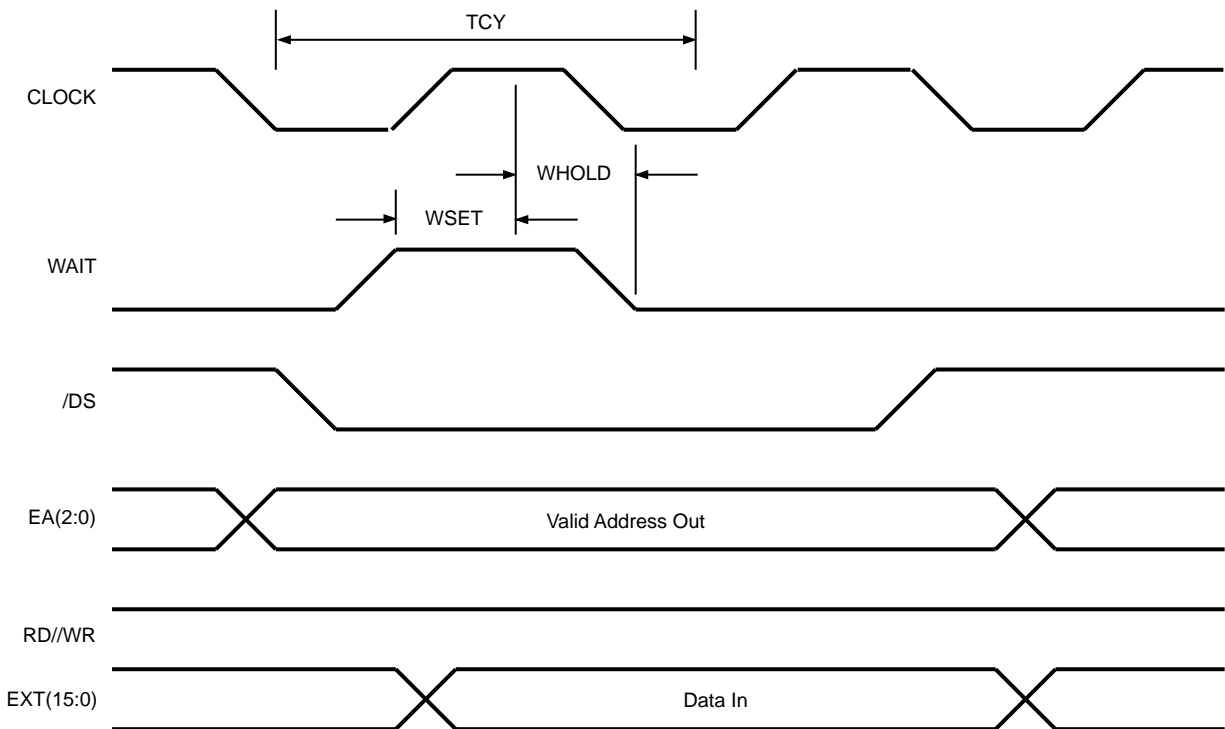 TCY
CLOCK
WHOLD
WSET
WAIT
/DS
EA(2:0)
Valid Address Out
RD//WR
EXT(15:0)
Data In